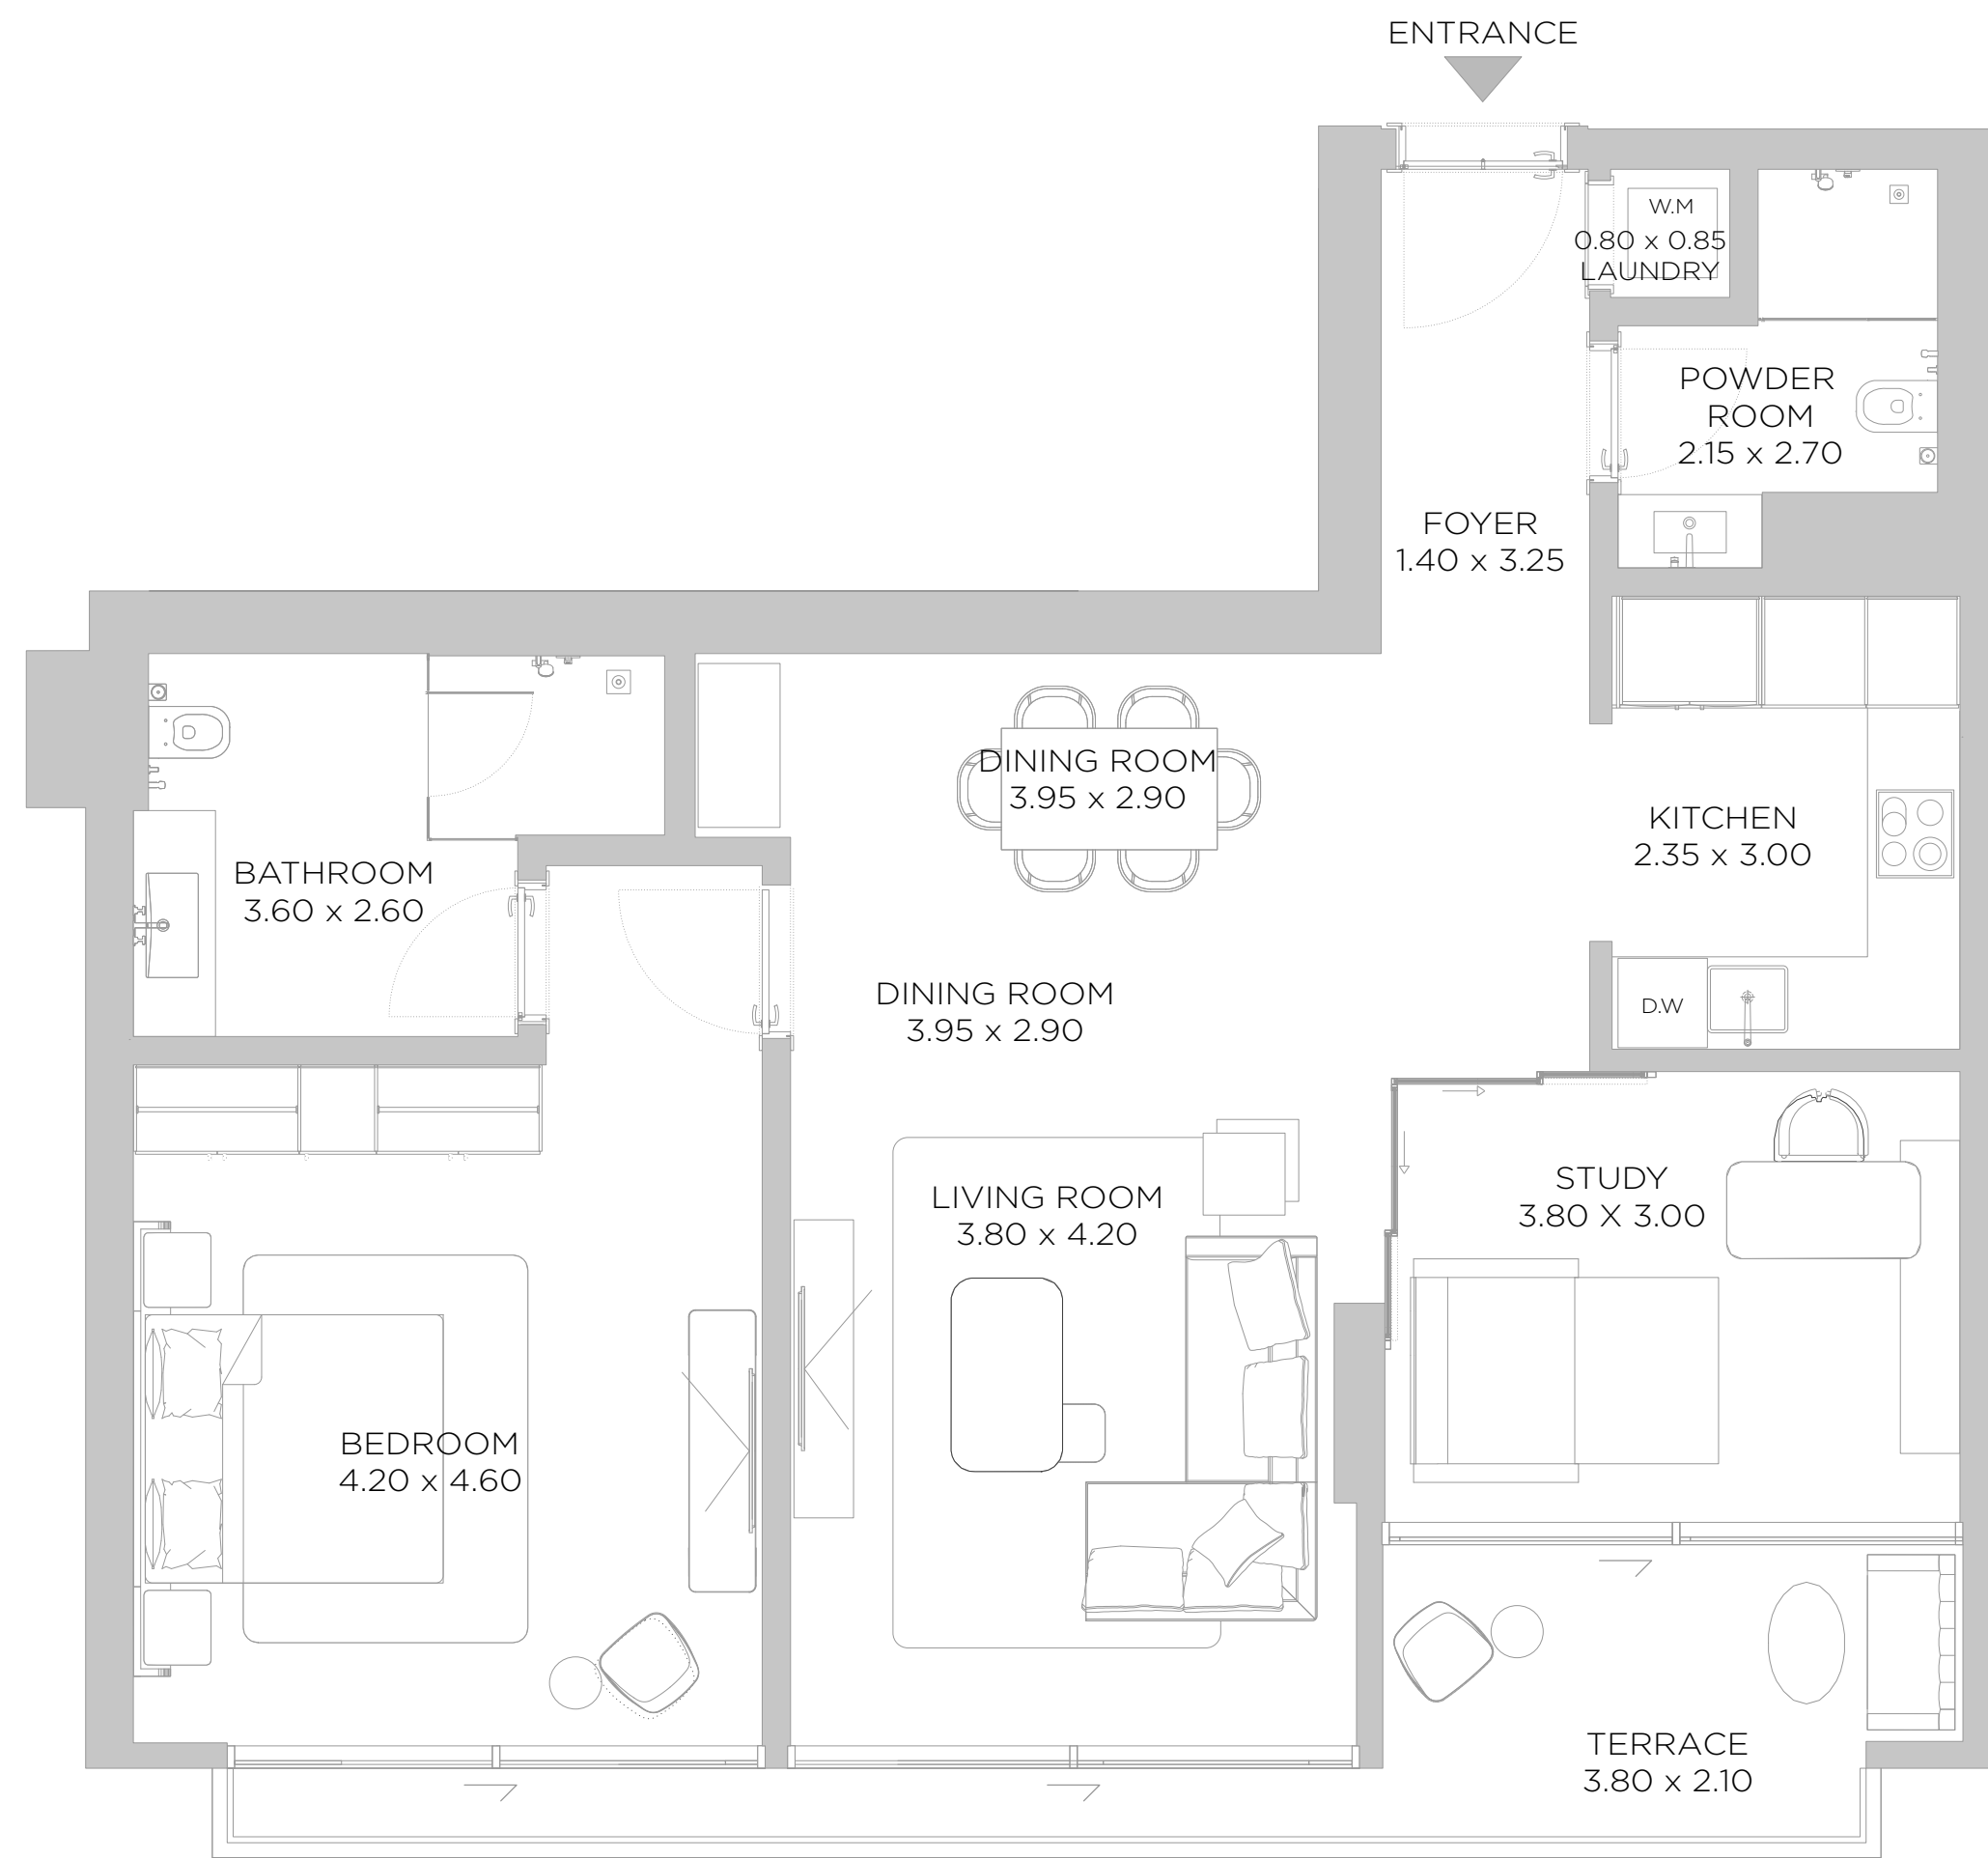 ENTRANCE
W.M
0.80 x 0.85
LAUNDRY
POWDER
ROOM
2.15 x 2.70
FOYER
1.40 x 3.25
DINING ROOM
3.95 x 2.90
KITCHEN
2.35 x 3.00
BATHROOM
3.60 x 2.60
DINING ROOM
3.95 x 2.90
D.W
STUDY
3.80 X 3.00
LIVING ROOM
3.80 x 4.20
BEDROOM
4.20 x 4.60
TERRACE
3.80 x 2.10